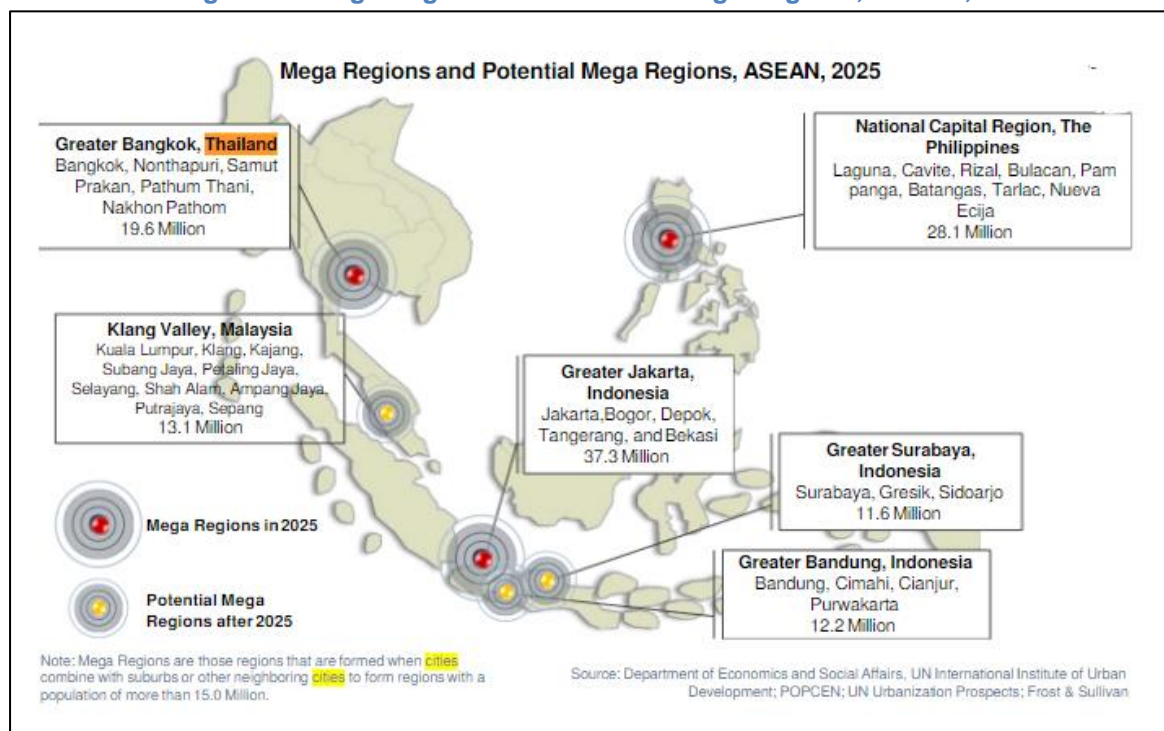 Mega Regions and Potential Mega Regions, ASEAN, 2025
Greater Bangkok, Thailand
Bangkok, Nonthapuri, Samut
Prakan, Pathum Thani,
Nakhon Pathom
19.6 Million
National Capital Region, The
Philippines
Laguna, Cavite, Rizal, Bulacan, Pam
panga, Batangas, Tarlac, Nueva
Ecija
28.1 Million
Klang Valley, Malaysia
Kuala Lumpur, Klang, Kajang,
Subang Jaya, Petaling Jaya,
Selayang, Shah Alam, Ampang Jaya,
Putrajaya, Sepang
13.1 Million
Greater Jakarta,
Indonesia
Jakarta,Bogor, Depok,
Tangerang, and Bekasi
37.3 Million
Greater Surabaya,
Indonesia
Surabaya, Gresik, Sidoarjo
11.6 Million
Greater Bandung, Indonesia
Bandung, Cimahi, Cianjur,
Purwakarta
12.2 Million
Mega Regions in 2025
Potential Mega
Regions after 2025
Note: Mega Regions are those regions that are formed when cities
combine with suburbs or other neighboring cities to form regions with a
population of more than 15.0 Million.
Source: Department of Economics and Social Affairs, UN International Institute of Urban
Development; POPCEN; UN Urbanization Prospects; Frost & Sullivan